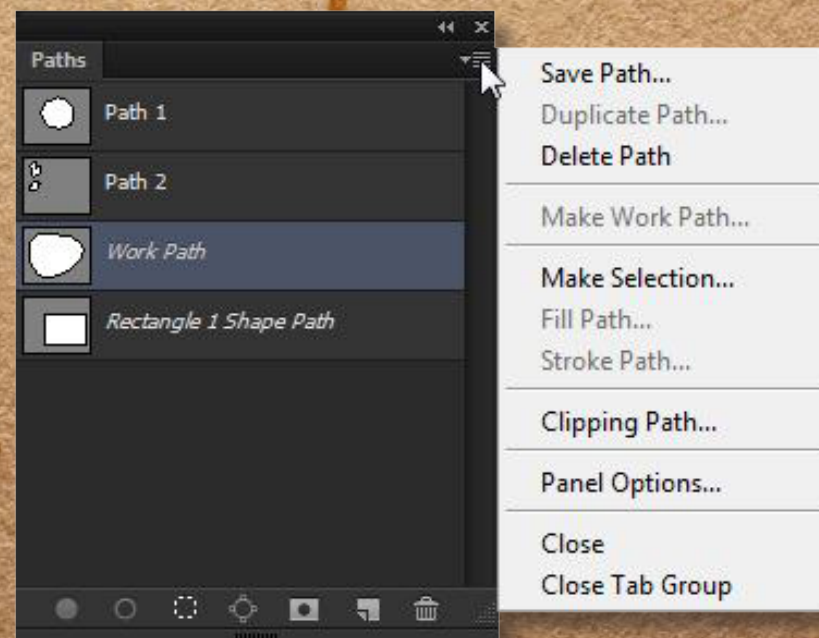 Paths
Path 1
Path 2
Work Path
Rectangle 1 Shape Path
Save Path...
Duplicate Path...
Delete Path
Make Work Path...
Make Selection...
Fill Path...
Stroke Path...
Clipping Path...
Panel Options...
Close
Close Tab Group